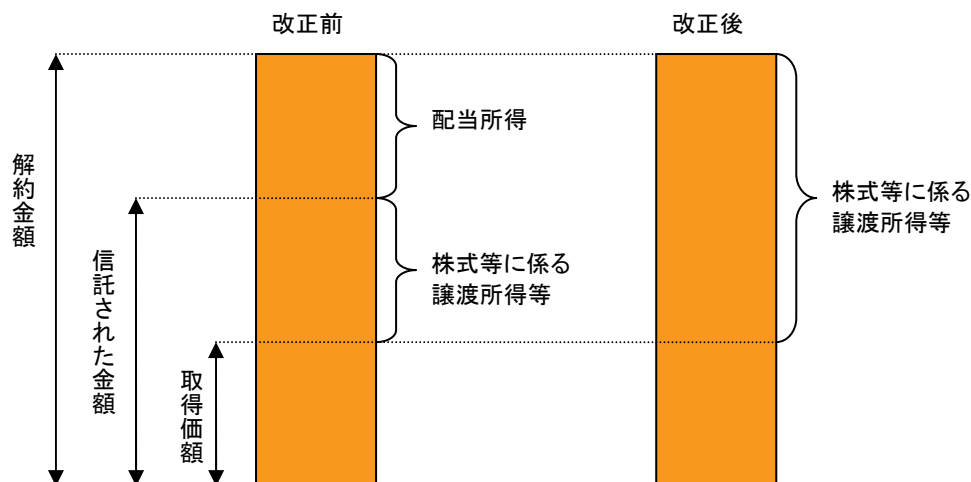 改正前
改正後
配当所得
解約金額
信託された金額
取得価額
株式等に係る
譲渡所得等
株式等に係る
譲渡所得等